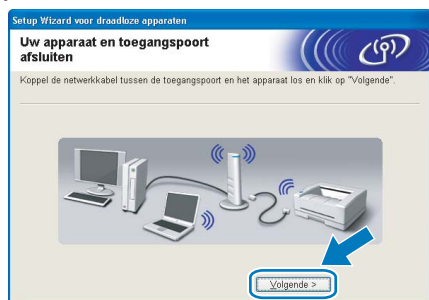 Setup Wizard voor draadloze apparaten
Uw apparaat en toegangspoort
afsluiten
Koppel de netwerkkabel tussen de toegangspoort en het apparaat los en klik op "Volgende".
Volgende >